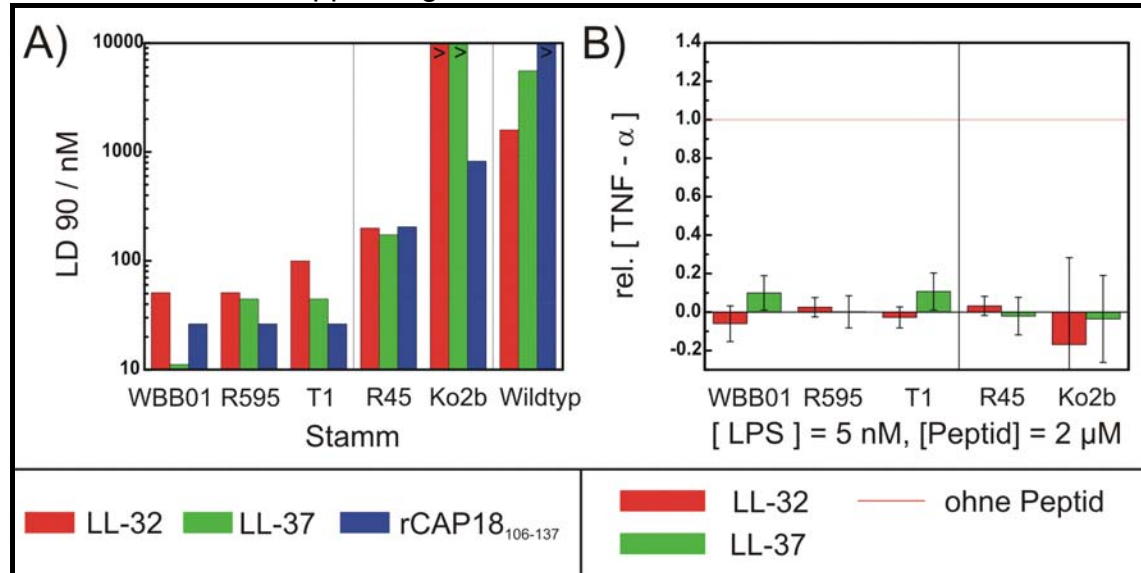 A)
10000
1000
100
10
LD 90 / nM
> > >
WBB01 R595 T1 R45 Ko2b Wildtyp
Stamm
B)
1.4
1.2
1.0
0.8
0.6
0.4
0.2
0.0
-0.2
rel. [ TNF - α ]
WBB01 R595 T1 R45 Ko2b
[ LPS ] = 5 nM, [Peptid] = 2 µM
LL-32 LL-37 rCAP18106-137
LL-32 ohne Peptid
LL-37